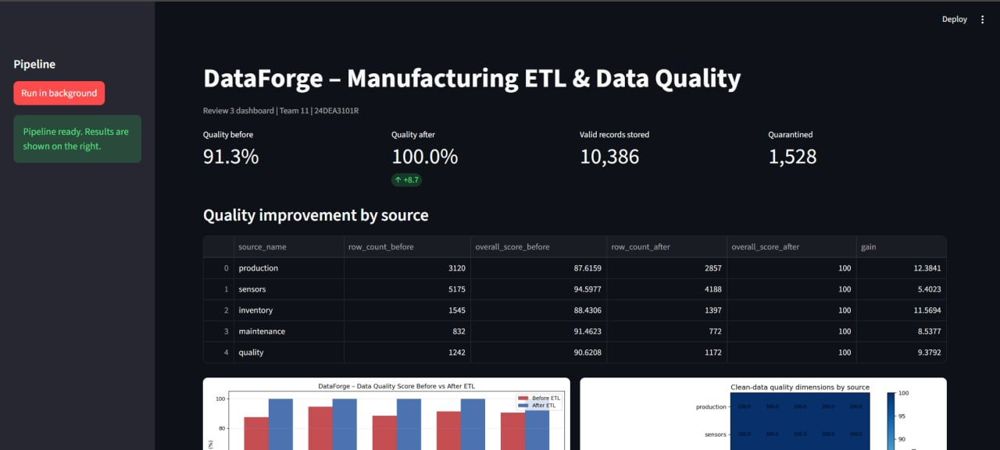 Deploy
Pipeline
Run in background
Pipeline ready. Results are
shown on the right.
DataForge – Manufacturing ETL & Data Quality
Review 3 dashboard | Team 11 | 24DEA3101R
Quality before
Quality after
Valid records stored
Quarantined
91.3%
100.0%
10,386
1,528
↑ +8.7
Quality improvement by source
source_name row_count_before overall_score_before row_count_after overall_score_after gain
0 production 3120 87.6159 2857 100 12.3841
1 sensors 5175 94.5977 4188 100 5.4023
2 inventory 1545 88.4306 1397 100 11.5694
3 maintenance 832 91.4623 772 100 8.5377
4 quality 1242 90.6208 1172 100 9.3792
DataForge – Data Quality Score Before vs After ETL
Before ETL
After ETL
100
80
(%)
Clean-data quality dimensions by source
production 100.0 100.0 100.0 100.0 100.0
sensors 100.0 100.0 100.0 100.0 100.0
100
95
90